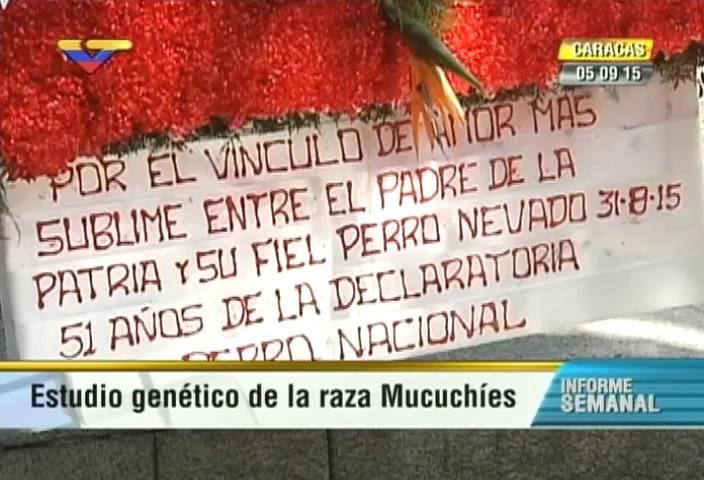 CARACAS
05 09 15
POR EL VINCULO DE AMOR MAS
SUBLIME ENTRE EL PADRE DE LA
PATRIA Y SU FIEL PERRO NEVADO 31-8-15
51 AÑOS DE LA DECLARATORIA
PERRO NACIONAL
Estudio genético de la raza Mucuchíes
INFORME
SEMANAL